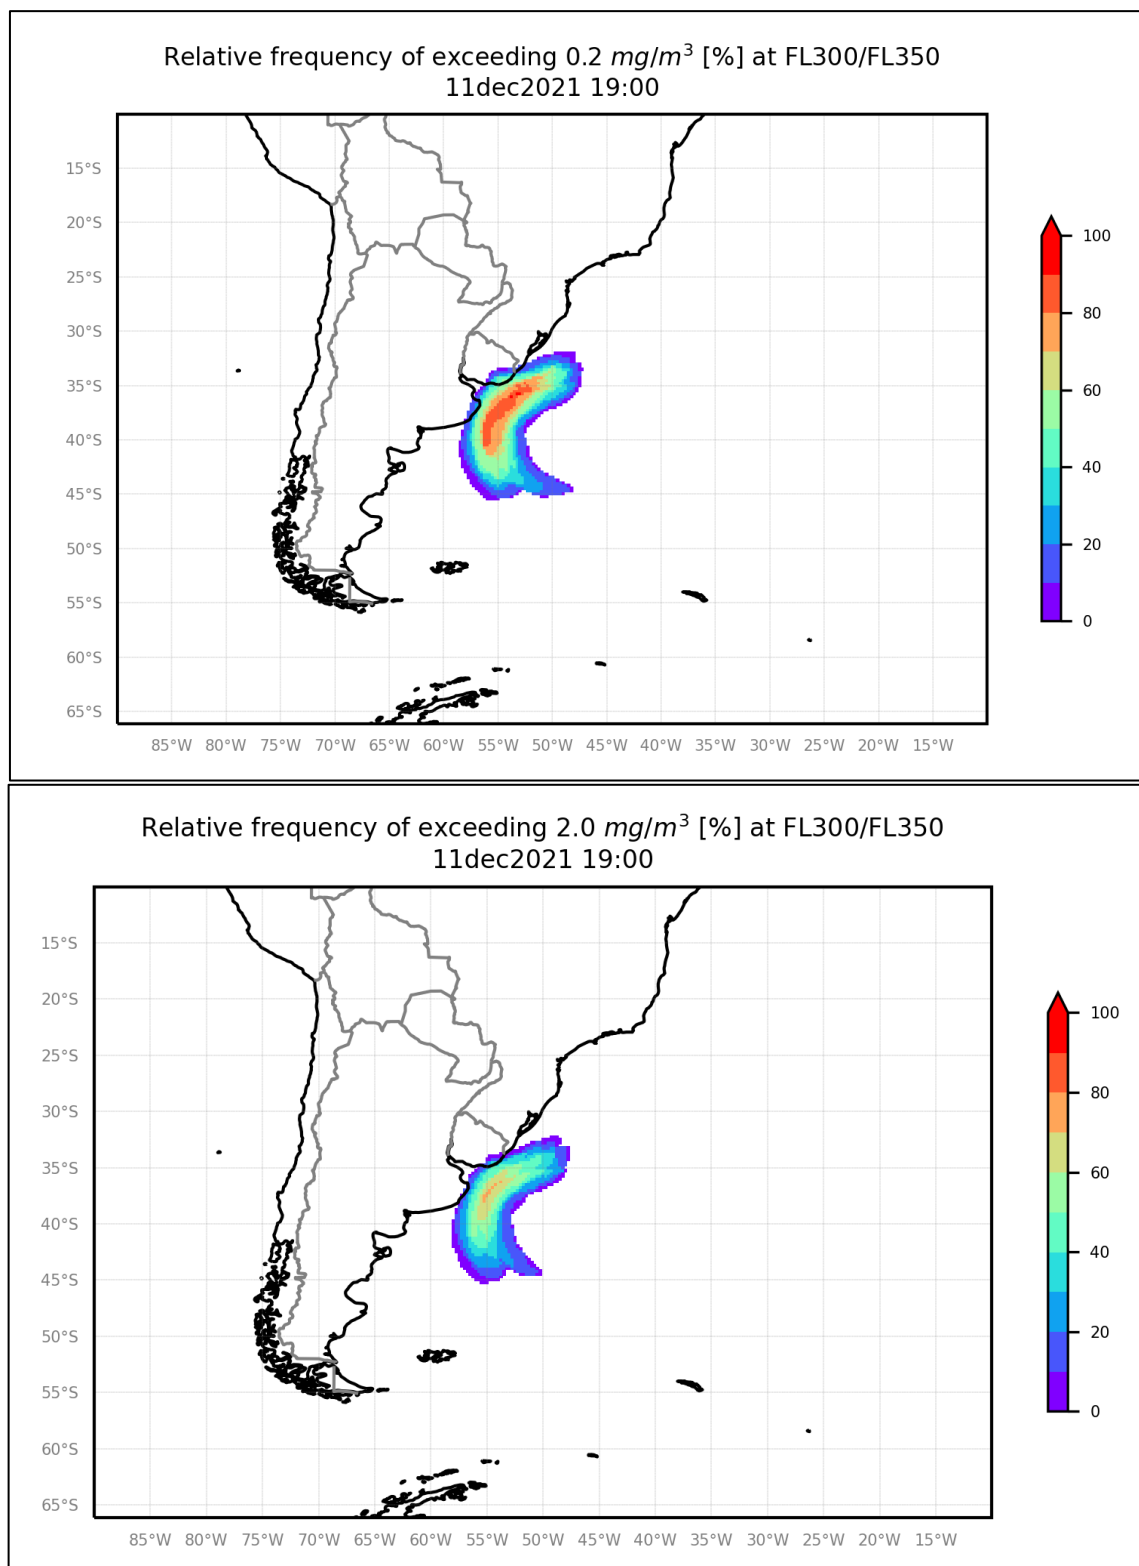 Relative frequency of exceeding 0.2 mg/m³ [%] at FL300/FL350
11dec2021 19:00
15°S
20°S
25°S
30°S
35°S
40°S
45°S
50°S
55°S
60°S
65°S
85°W 80°W 75°W 70°W 65°W 60°W 55°W 50°W 45°W 40°W 35°W 30°W 25°W 20°W 15°W
100
80
60
40
20
0
Relative frequency of exceeding 2.0 mg/m³ [%] at FL300/FL350
11dec2021 19:00
15°S
20°S
25°S
30°S
35°S
40°S
45°S
50°S
55°S
60°S
65°S
85°W 80°W 75°W 70°W 65°W 60°W 55°W 50°W 45°W 40°W 35°W 30°W 25°W 20°W 15°W
100
80
60
40
20
0